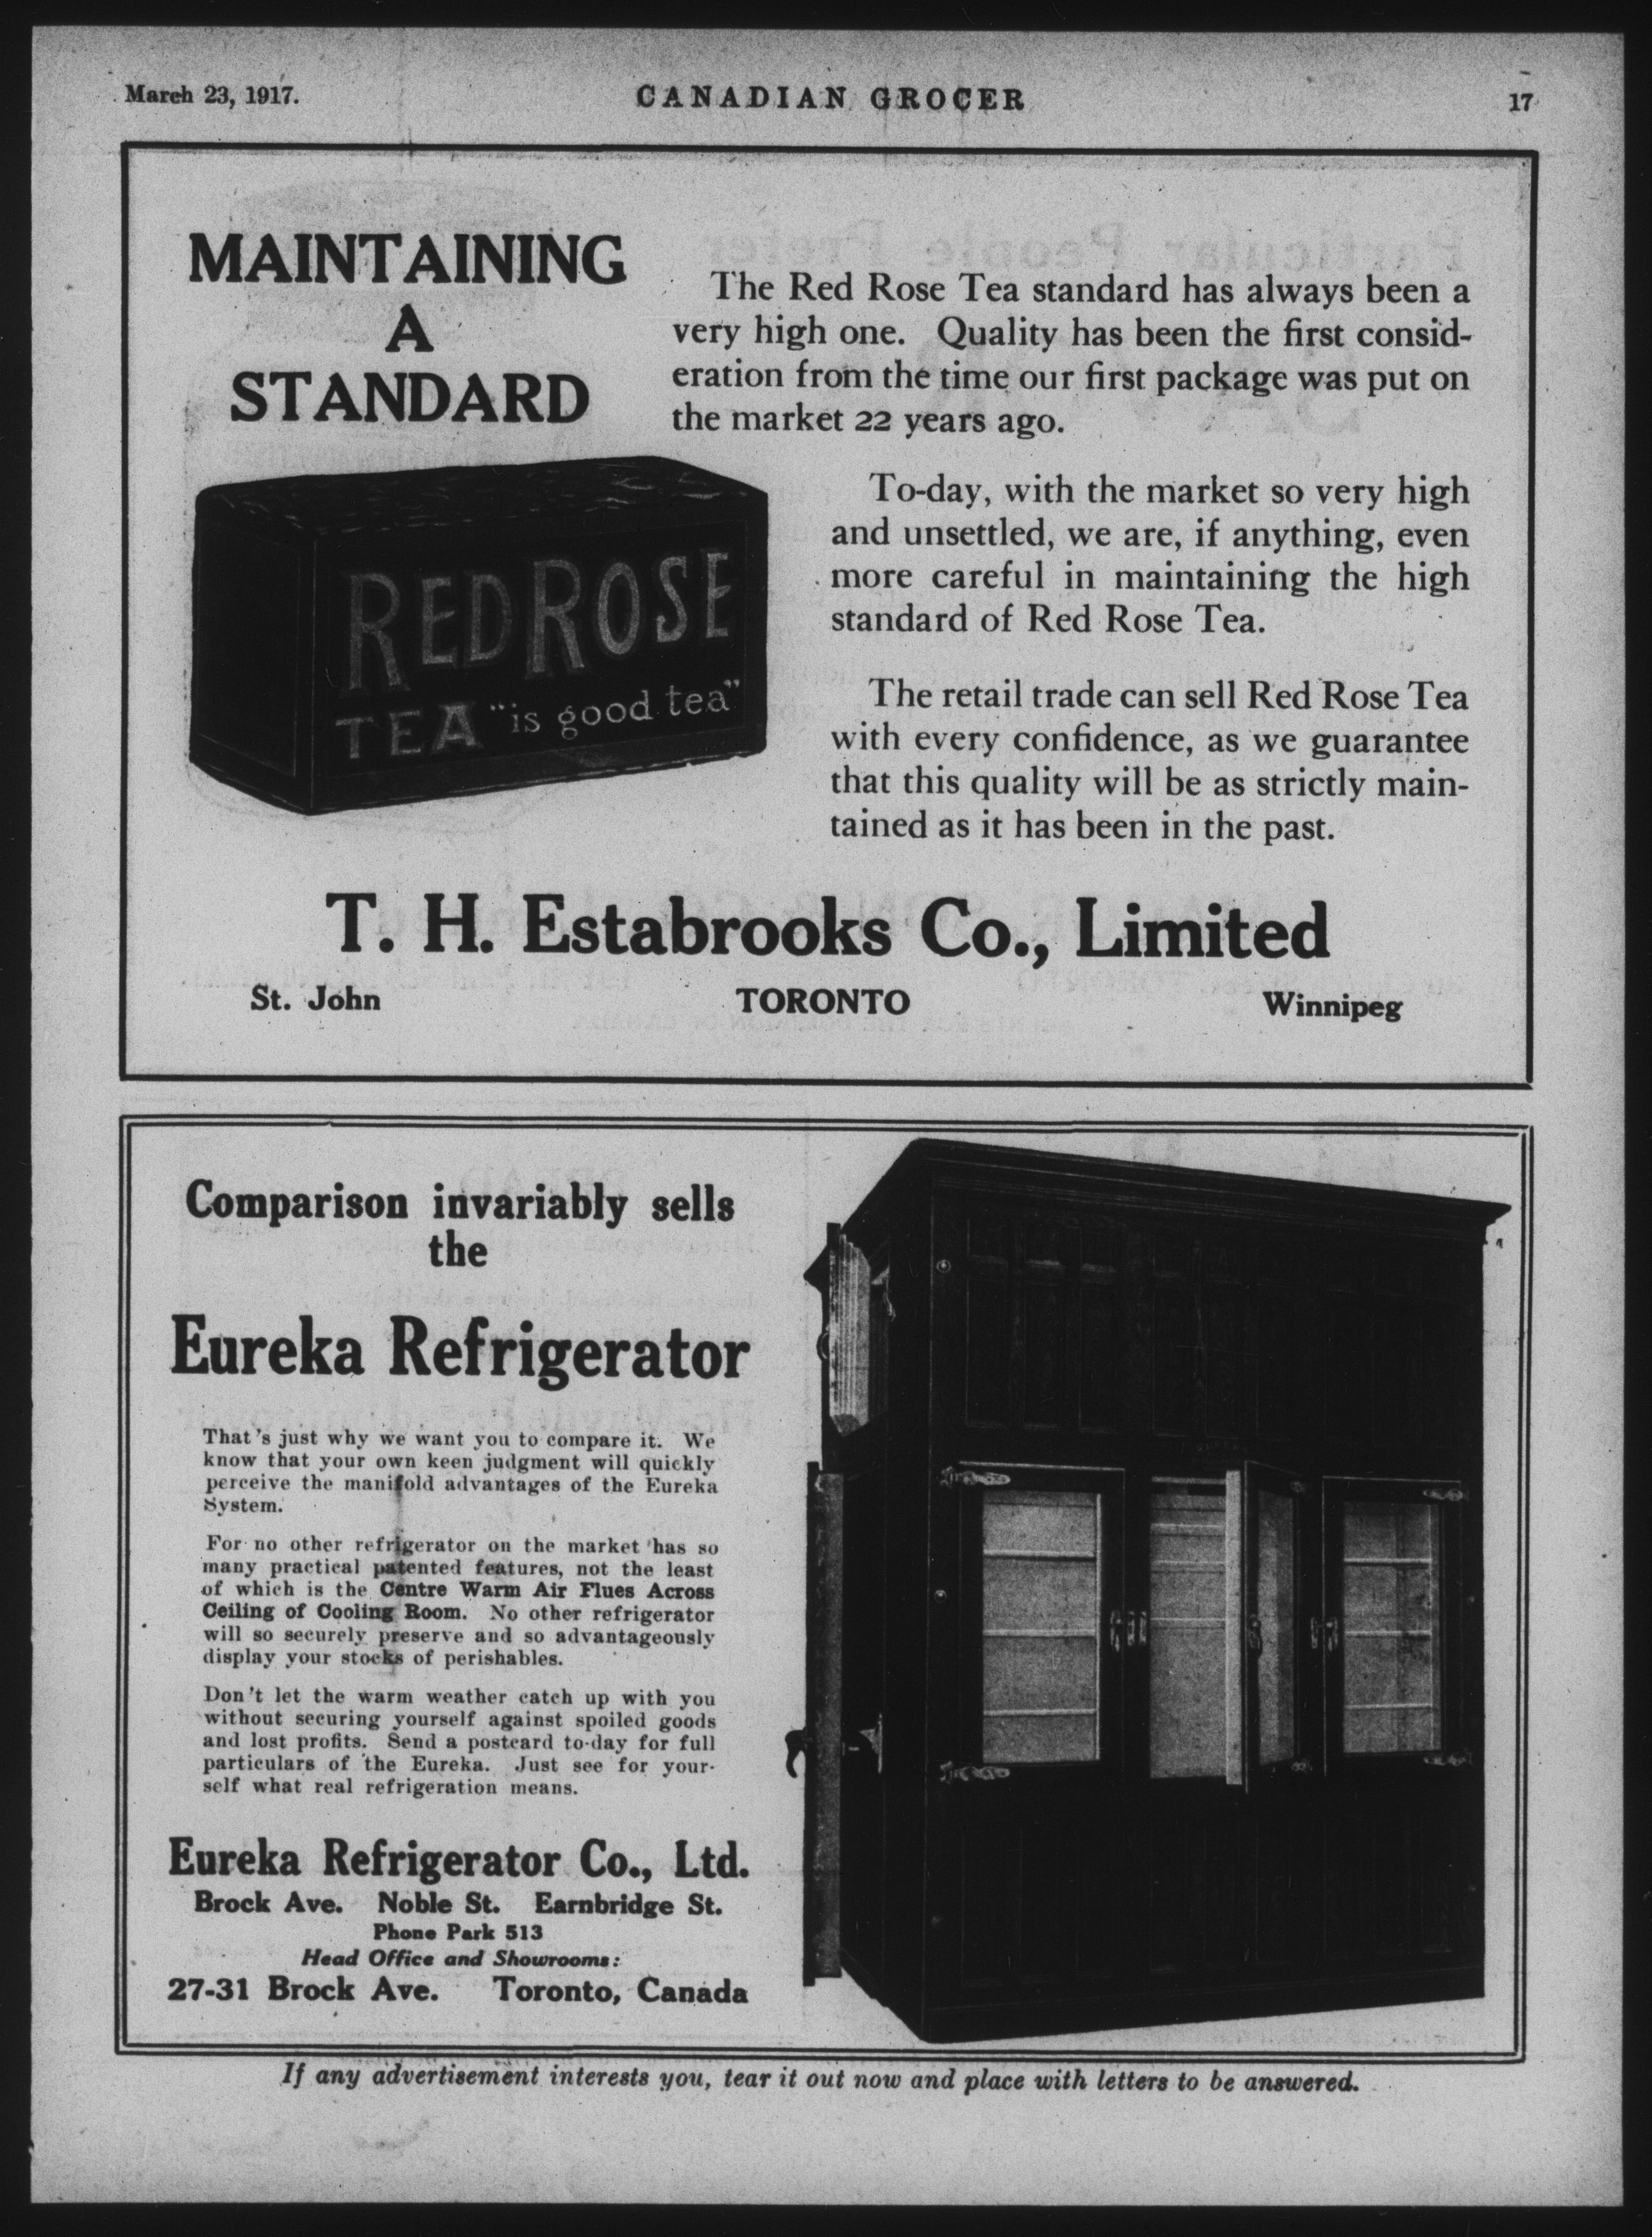 March 23, 1917.
CANADIAN GROCER
17
MAINTAINING
A
STANDARD
The Red Rose Tea standard has always been a
very high one. Quality has been the first consid-
eration from the time our first package was put on
the market 22 years ago.
To-day, with the market so very high
and unsettled, we are, if anything, even
more careful in maintaining the high
standard of Red Rose Tea.
The retail trade can sell Red Rose Tea
with every confidence, as we guarantee
that this quality will be as strictly main-
tained as it has been in the past.
RED ROSE
TEA "is good tea"
T. H. Estabrooks Co., Limited
St. John
TORONTO
Winnipeg
Comparison invariably sells
the
Eureka Refrigerator
That's just why we want you to compare it. We
know that your own keen judgment will quickly
perceive the manifold advantages of the Eureka
System.
For no other refrigerator on the market has so
many practical patented features, not the least
of which is the Centre Warm Air Flues Across
Ceiling of Cooling Room. No other refrigerator
will so securely preserve and so advantageously
display your stocks of perishables.
Don't let the warm weather catch up with you
without securing yourself against spoiled goods
and lost profits. Send a postcard to-day for full
particulars of the Eureka. Just see for your-
self what real refrigeration means.
Eureka Refrigerator Co., Ltd.
Brock Ave. Noble St. Earnbridge St.
Phone Park 513
Head Office and Showrooms:
27-31 Brock Ave. Toronto, Canada
If any advertisement interests you, tear it out now and place with letters to be answered.